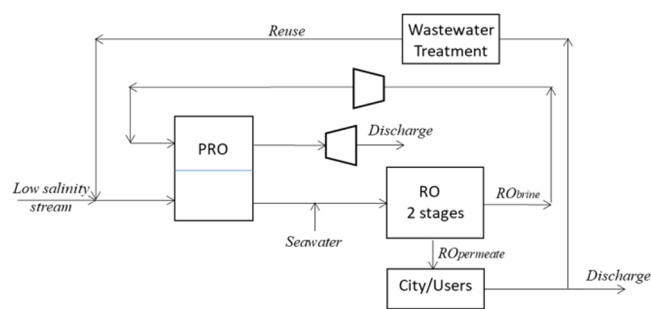 Reuse
Wastewater
Treatment
Discharge
PRO
Low salinity
stream
RO
2 stages
RObrine
Seawater
ROpermeate
City/Users
Discharge